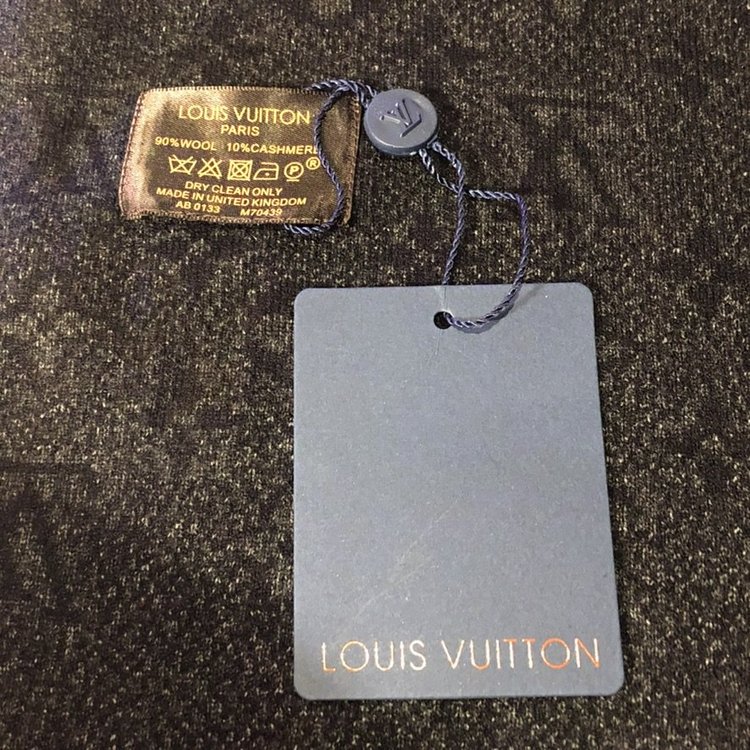 LOUIS VUITTON
PARIS
90%WOOL 10%CASHMERE
P ®
DRY CLEAN ONLY
MADE IN UNITED KINGDOM
AB 0133 M70439
LV
LOUIS VUITTON